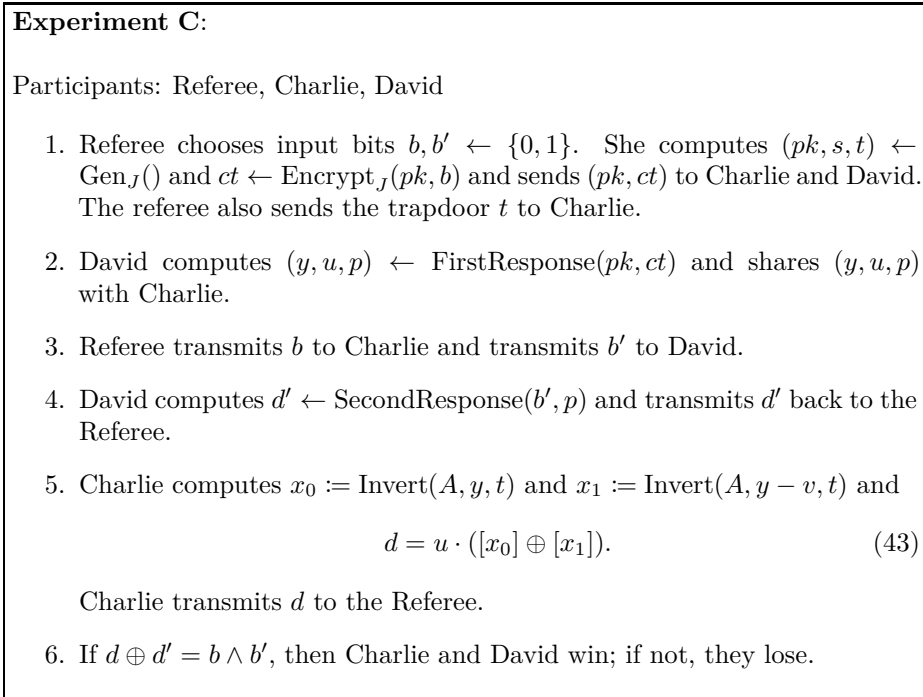 Experiment C:
Participants: Referee, Charlie, David
1. Referee chooses input bits b, b′ ← {0, 1}. She computes (pk, s, t) ←
Gen_J() and ct ← Encrypt_J(pk, b) and sends (pk, ct) to Charlie and David.
The referee also sends the trapdoor t to Charlie.
2. David computes (y, u, p) ← FirstResponse(pk, ct) and shares (y, u, p)
with Charlie.
3. Referee transmits b to Charlie and transmits b′ to David.
4. David computes d′ ← SecondResponse(b′, p) and transmits d′ back to the
Referee.
5. Charlie computes x₀ := Invert(A, y, t) and x₁ := Invert(A, y − v, t) and
d = u · ([x₀] ⊕ [x₁]). (43)
Charlie transmits d to the Referee.
6. If d ⊕ d′ = b ∧ b′, then Charlie and David win; if not, they lose.